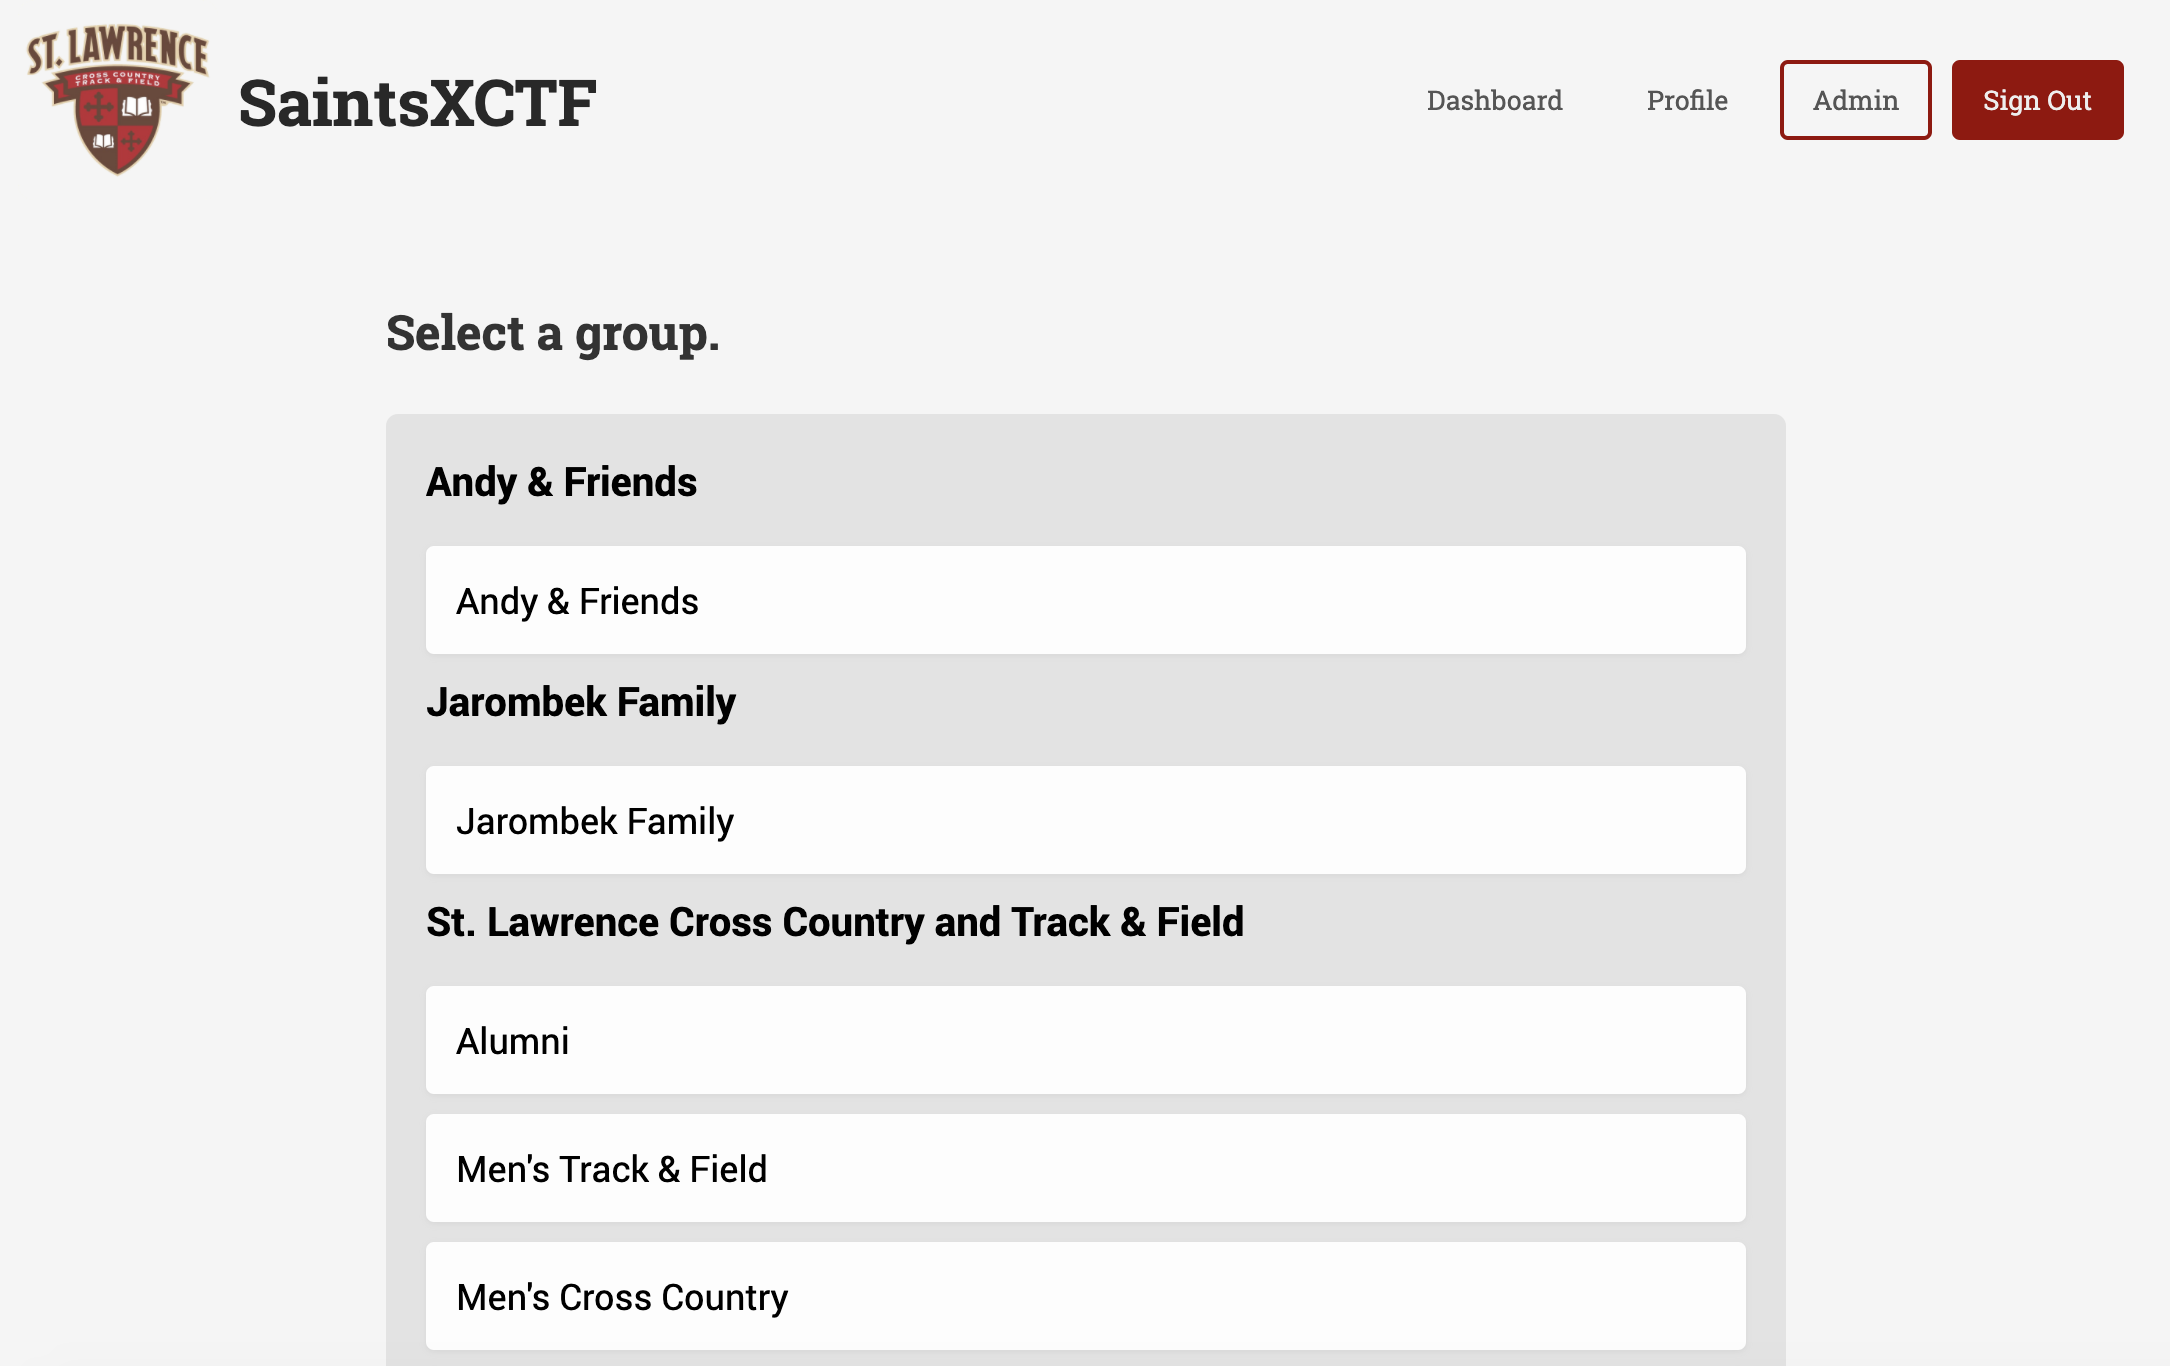 ST. LAWRENCE
CROSS COUNTRY
TRACK & FIELD
SaintsXCTF
Dashboard
Profile
Admin
Sign Out
Select a group.
Andy & Friends
Andy & Friends
Jarombek Family
Jarombek Family
St. Lawrence Cross Country and Track & Field
Alumni
Men's Track & Field
Men's Cross Country